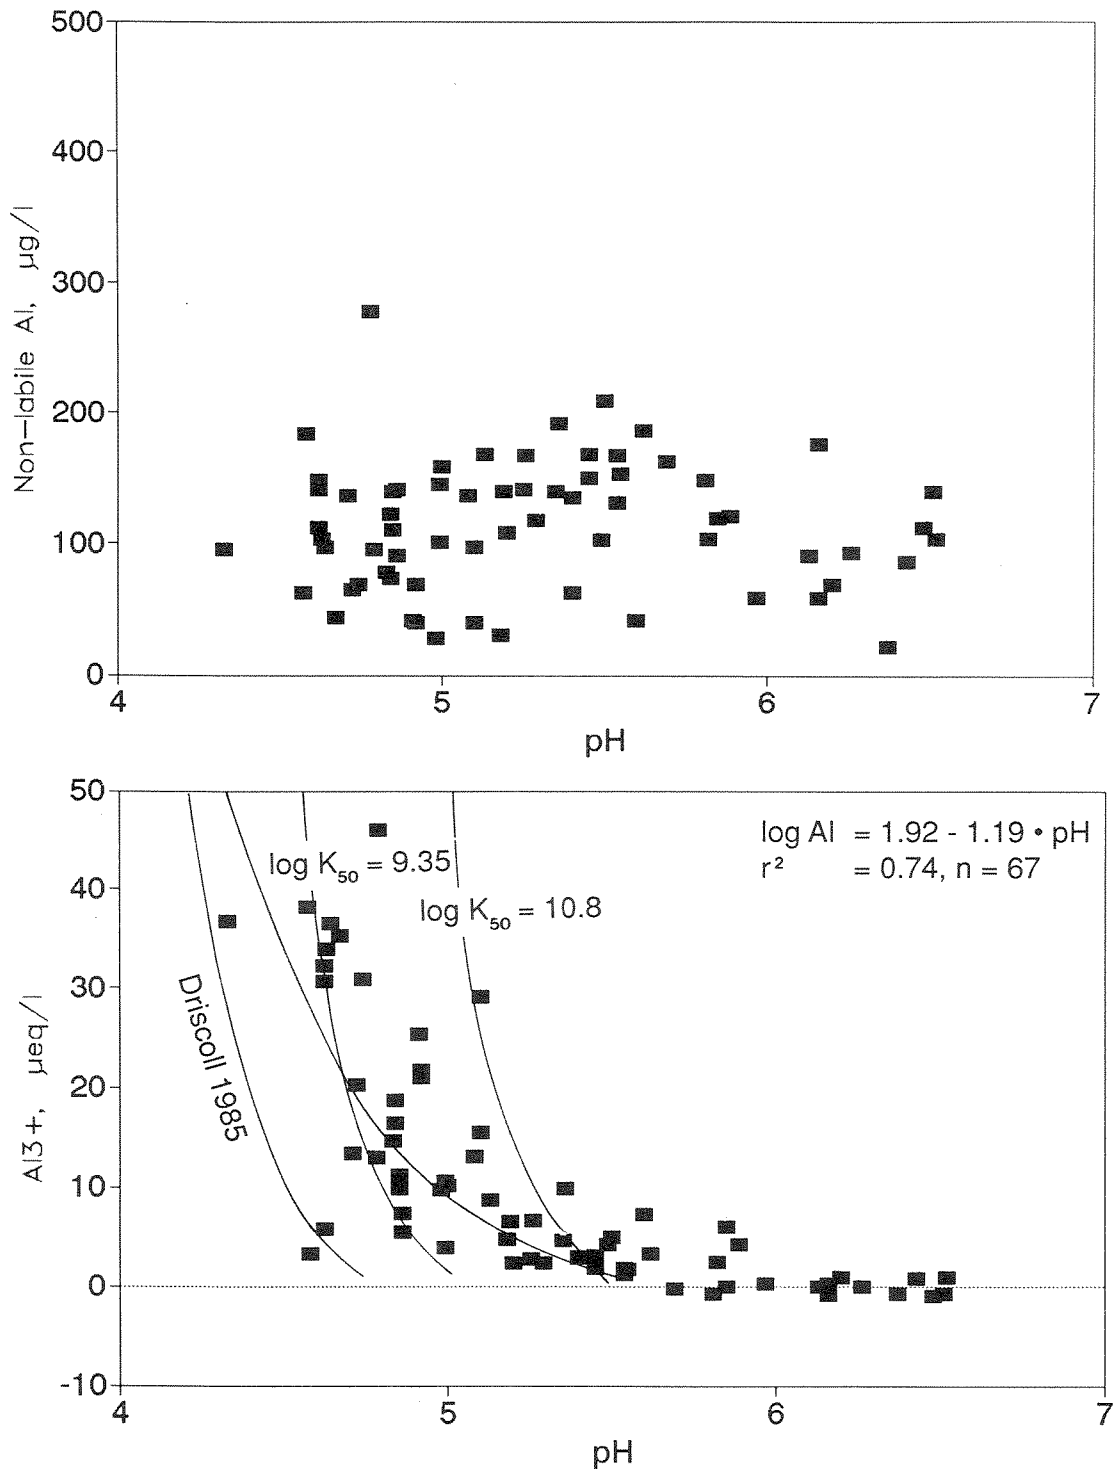 500
400
300
200
100
0
Non-labile Al, µg/l
4 5 6 7
pH
50
40
30
20
10
0
-10
Al3+, µeq/l
log Al = 1.92 - 1.19 • pH
r² = 0.74, n = 67
log K50 = 9.35
log K50 = 10.8
Driscoll 1985
4 5 6 7
pH